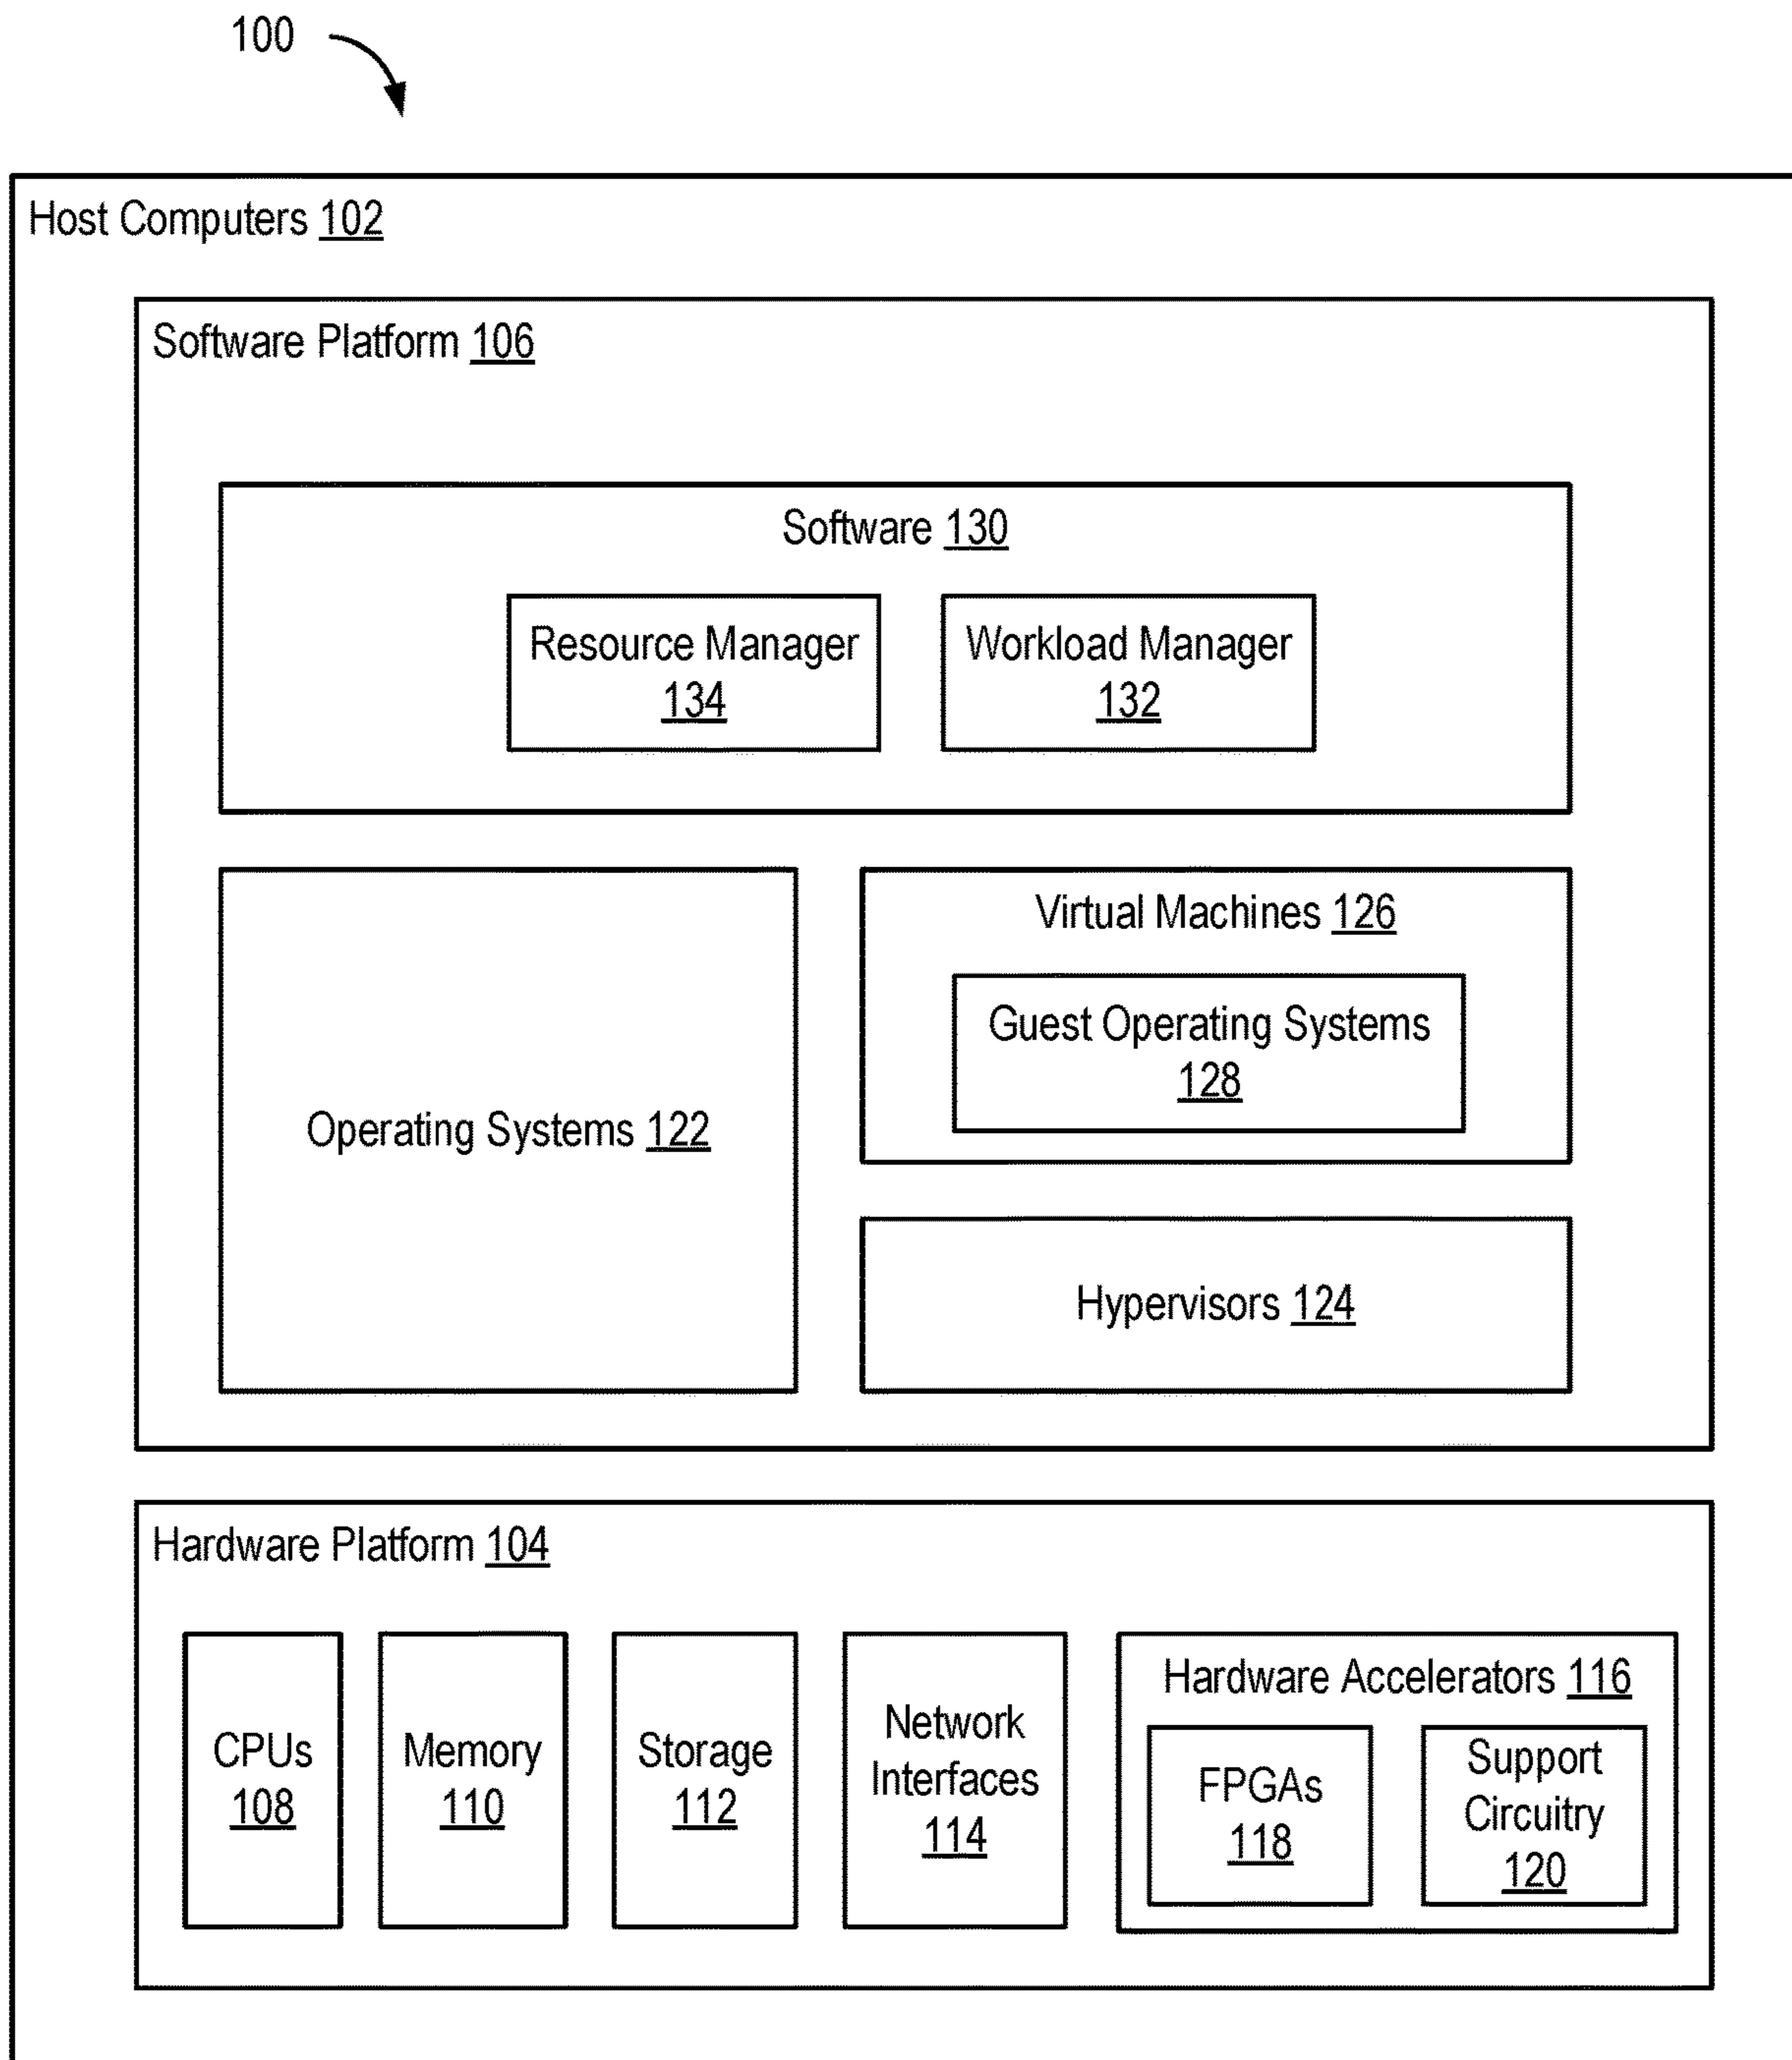 100
Host Computers 102
Software Platform 106
Software 130
Resource Manager
134
Workload Manager
132
Operating Systems 122
Virtual Machines 126
Guest Operating Systems
128
Hypervisors 124
Hardware Platform 104
CPUs
108
Memory
110
Storage
112
Network
Interfaces
114
Hardware Accelerators 116
FPGAs
118
Support
Circuitry
120